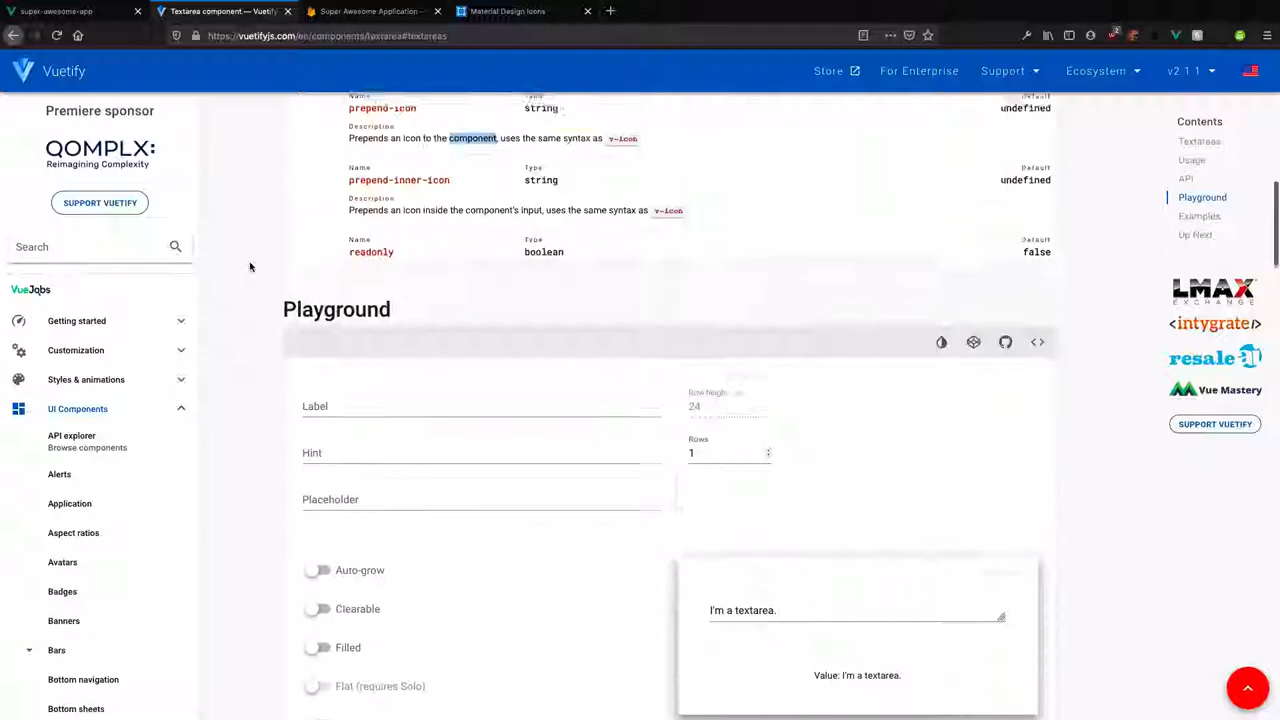 super-awesome-app
Textarea component — Vuetify
Super Awesome Application -
Material Design Icons
https://vuetifyjs.com/en/components/textarea#textareas
Vuetify
Store
For Enterprise
Support
Ecosystem
v2.1.1
Premiere sponsor
QOMPLX:
Reimagining Complexity
SUPPORT VUETIFY
Search
VueJobs
Getting started
Customization
Styles & animations
UI Components
API explorer
Browse components
Alerts
Application
Aspect ratios
Avatars
Badges
Banners
Bars
Bottom navigation
Bottom sheets
Name Type Default
prepend-icon string undefined
Description
Prepends an icon to the component, uses the same syntax as v-icon
Name Type
prepend-inner-icon string undefined
Description
Prepends an icon inside the component's input, uses the same syntax as v-icon
Name Type Default
readonly boolean false
Playground
Label
Hint
Placeholder
Row height
24
Rows
1
Auto-grow
Clearable
Filled
Flat (requires Solo)
I'm a textarea.
Value: I'm a textarea.
Contents
Textareas
Usage
API
Playground
Examples
Up Next
LMAX
EXCHANGE
<intygrate/>
resale ai
Vue Mastery
SUPPORT VUETIFY